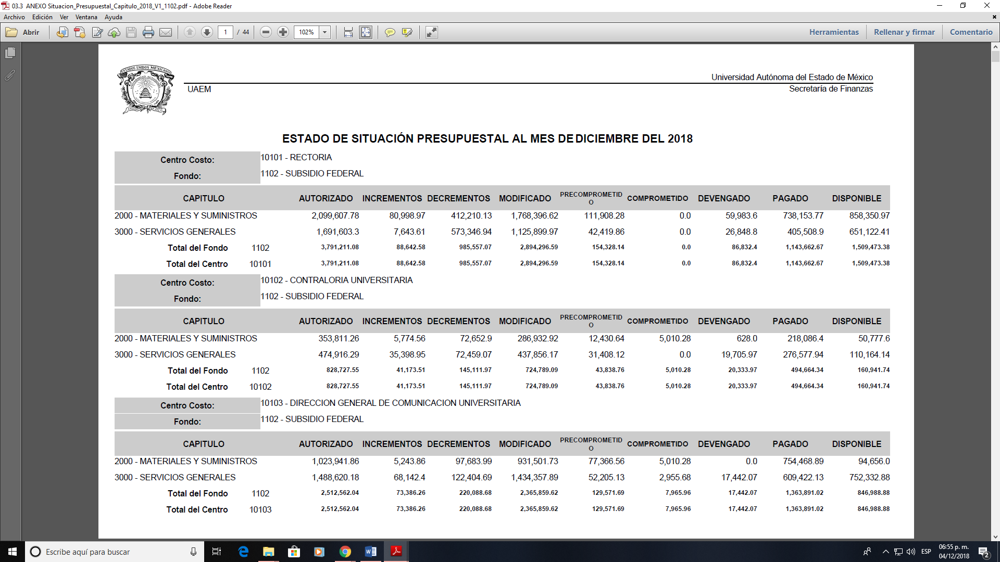 03.3 ANEXO Situacion_Presupuestal_Capitulo_2018_V1_1102.pdf - Adobe Reader
Archivo Edición Ver Ventana Ayuda
Abrir 1 / 44 102% Herramientas Rellenar y firmar Comentario
ESTADOS UNIDOS MEXICANOS
Universidad Autónoma del Estado de México
UAEM Secretaría de Finanzas
ESTADO DE SITUACIÓN PRESUPUESTAL AL MES DE DICIEMBRE DEL 2018
Centro Costo: 10101 - RECTORIA
Fondo: 1102 - SUBSIDIO FEDERAL
CAPITULO AUTORIZADO INCREMENTOS DECREMENTOS MODIFICADO PRECOMPROMETIDO COMPROMETIDO DEVENGADO PAGADO DISPONIBLE
2000 - MATERIALES Y SUMINISTROS 2,099,607.78 80,998.97 412,210.13 1,768,396.62 111,908.28 0.0 59,983.6 738,153.77 858,350.97
3000 - SERVICIOS GENERALES 1,691,603.3 7,643.61 573,346.94 1,125,899.97 42,419.86 0.0 26,848.8 405,508.9 651,122.41
Total del Fondo 1102 3,791,211.08 88,642.58 985,557.07 2,894,296.59 154,328.14 0.0 86,832.4 1,143,662.67 1,509,473.38
Total del Centro 10101 3,791,211.08 88,642.58 985,557.07 2,894,296.59 154,328.14 0.0 86,832.4 1,143,662.67 1,509,473.38
Centro Costo: 10102 - CONTRALORIA UNIVERSITARIA
Fondo: 1102 - SUBSIDIO FEDERAL
CAPITULO AUTORIZADO INCREMENTOS DECREMENTOS MODIFICADO PRECOMPROMETIDO COMPROMETIDO DEVENGADO PAGADO DISPONIBLE
2000 - MATERIALES Y SUMINISTROS 353,811.26 5,774.56 72,652.9 286,932.92 12,430.64 5,010.28 628.0 218,086.4 50,777.6
3000 - SERVICIOS GENERALES 474,916.29 35,398.95 72,459.07 437,856.17 31,408.12 0.0 19,705.97 276,577.94 110,164.14
Total del Fondo 1102 828,727.55 41,173.51 145,111.97 724,789.09 43,838.76 5,010.28 20,333.97 494,664.34 160,941.74
Total del Centro 10102 828,727.55 41,173.51 145,111.97 724,789.09 43,838.76 5,010.28 20,333.97 494,664.34 160,941.74
Centro Costo: 10103 - DIRECCION GENERAL DE COMUNICACION UNIVERSITARIA
Fondo: 1102 - SUBSIDIO FEDERAL
CAPITULO AUTORIZADO INCREMENTOS DECREMENTOS MODIFICADO PRECOMPROMETIDO COMPROMETIDO DEVENGADO PAGADO DISPONIBLE
2000 - MATERIALES Y SUMINISTROS 1,023,941.86 5,243.86 97,683.99 931,501.73 77,366.56 5,010.28 0.0 754,468.89 94,656.0
3000 - SERVICIOS GENERALES 1,488,620.18 68,142.4 122,404.69 1,434,357.89 52,205.13 2,955.68 17,442.07 609,422.13 752,332.88
Total del Fondo 1102 2,512,562.04 73,386.26 220,088.68 2,365,859.62 129,571.69 7,965.96 17,442.07 1,363,891.02 846,988.88
Total del Centro 10103 2,512,562.04 73,386.26 220,088.68 2,365,859.62 129,571.69 7,965.96 17,442.07 1,363,891.02 846,988.88
Escribe aquí para buscar ESP 06:55 p. m.
04/12/2018 2